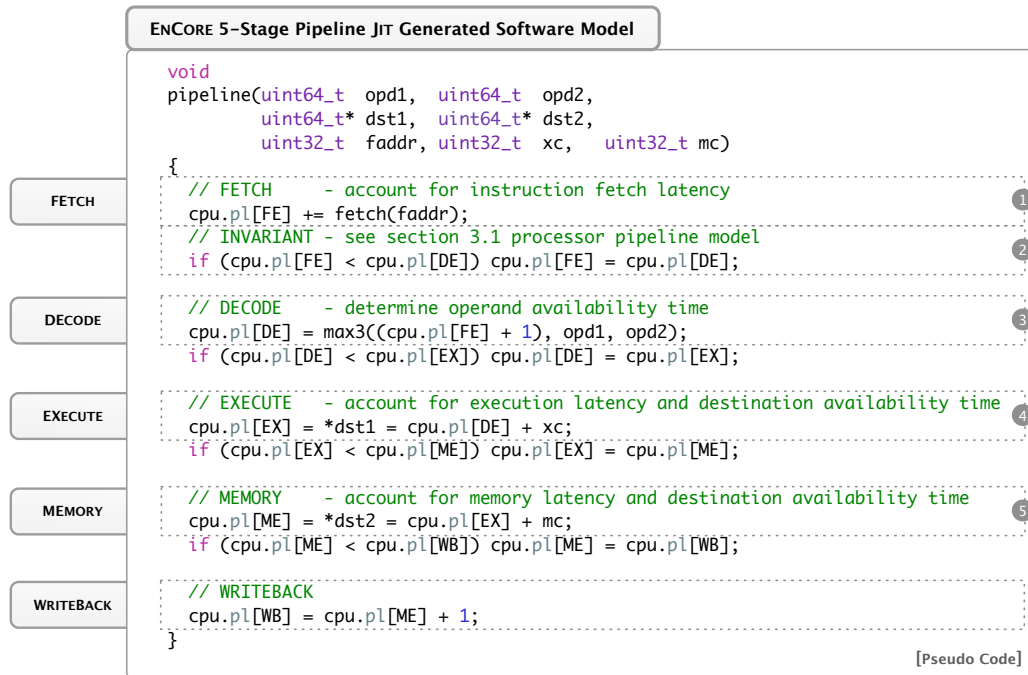 ENCORE 5-Stage Pipeline JIT Generated Software Model
void
pipeline(uint64_t opd1, uint64_t opd2,
uint64_t* dst1, uint64_t* dst2,
uint32_t faddr, uint32_t xc, uint32_t mc)
{
FETCH
// FETCH - account for instruction fetch latency
cpu.pl[FE] += fetch(faddr);
1
// INVARIANT - see section 3.1 processor pipeline model
if (cpu.pl[FE] < cpu.pl[DE]) cpu.pl[FE] = cpu.pl[DE];
2
DECODE
// DECODE - determine operand availability time
cpu.pl[DE] = max3((cpu.pl[FE] + 1), opd1, opd2);
3
if (cpu.pl[DE] < cpu.pl[EX]) cpu.pl[DE] = cpu.pl[EX];
EXECUTE
// EXECUTE - account for execution latency and destination availability time
cpu.pl[EX] = *dst1 = cpu.pl[DE] + xc;
4
if (cpu.pl[EX] < cpu.pl[ME]) cpu.pl[EX] = cpu.pl[ME];
MEMORY
// MEMORY - account for memory latency and destination availability time
cpu.pl[ME] = *dst2 = cpu.pl[EX] + mc;
5
if (cpu.pl[ME] < cpu.pl[WB]) cpu.pl[ME] = cpu.pl[WB];
WRITEBACK
// WRITEBACK
cpu.pl[WB] = cpu.pl[ME] + 1;
}
[Pseudo Code]